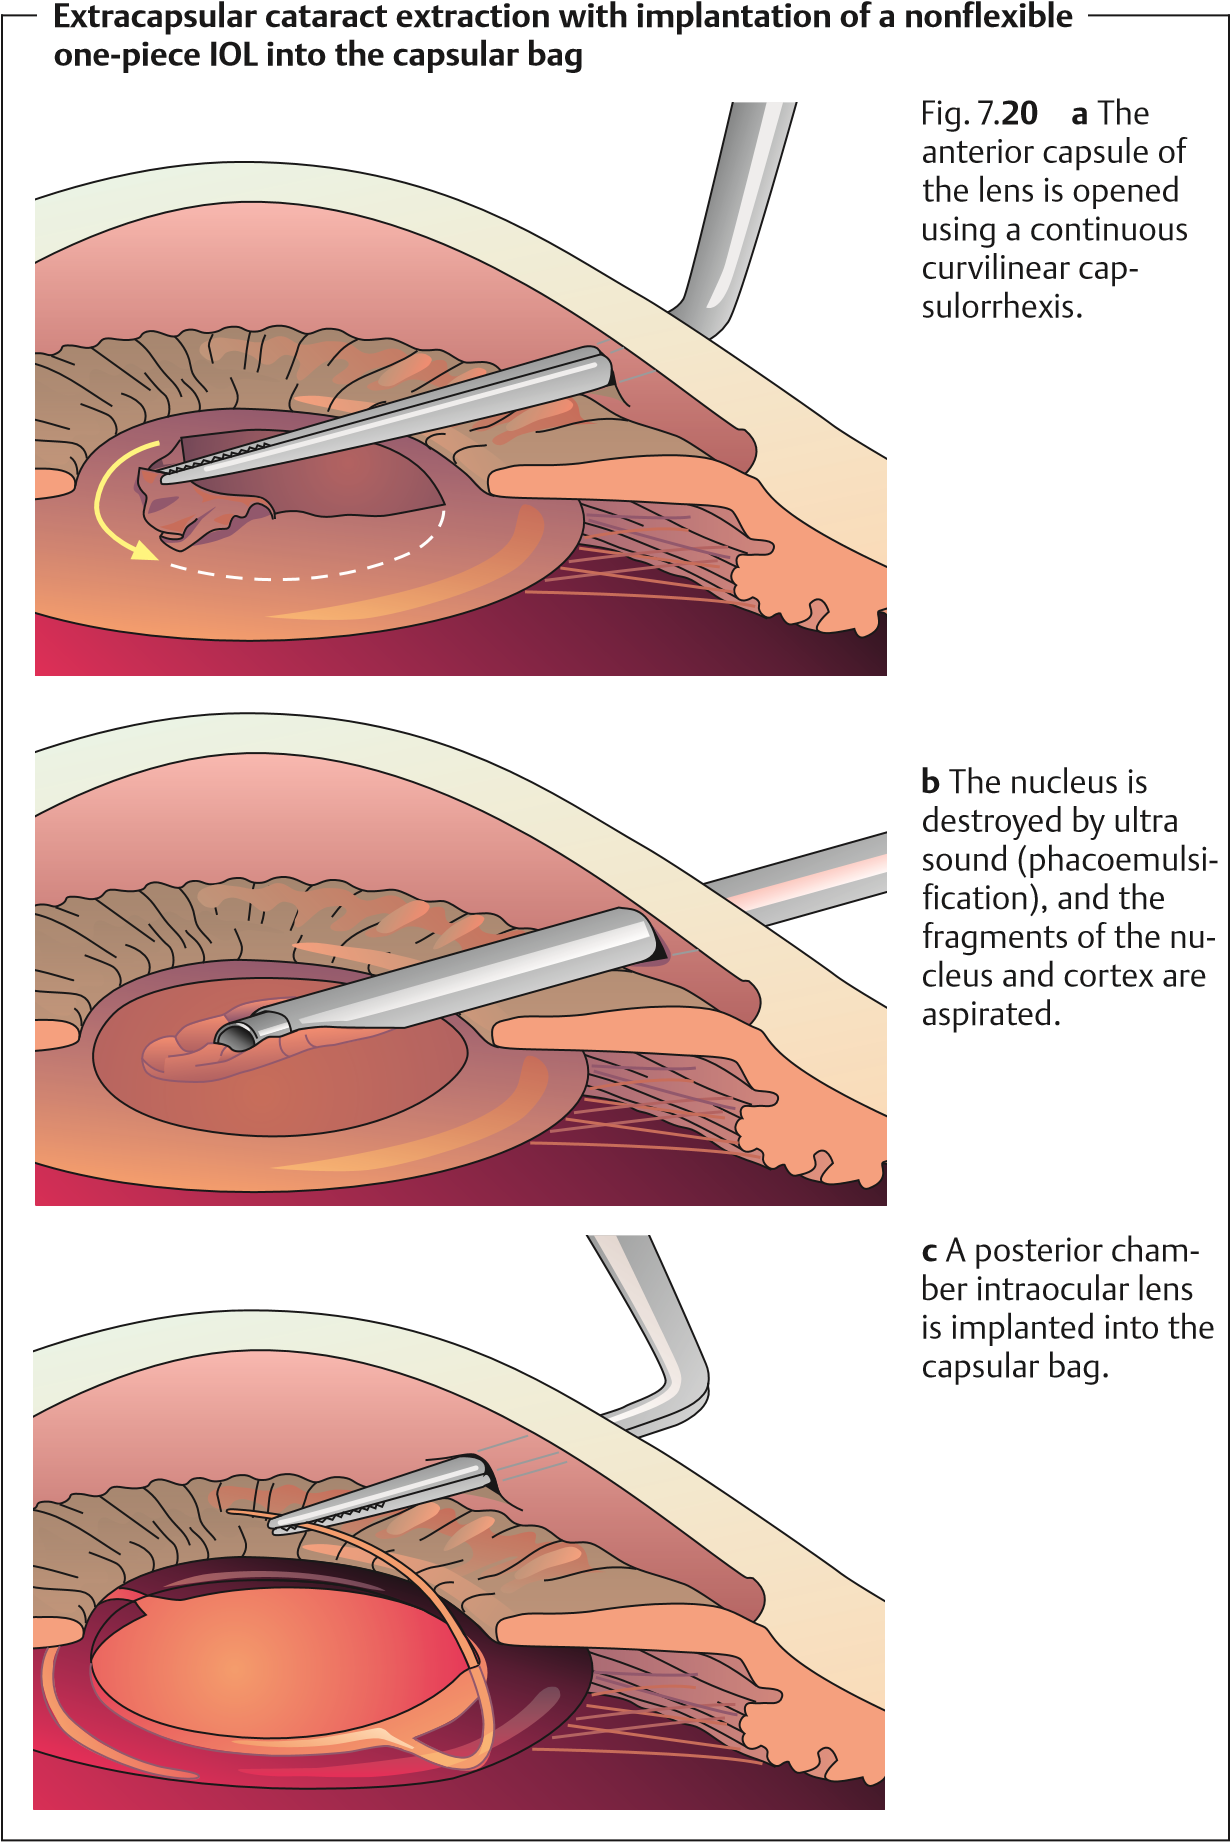 Extracapsular cataract extraction with implantation of a nonflexible
one-piece IOL into the capsular bag
Fig. 7.20 a The
anterior capsule of
the lens is opened
using a continuous
curvilinear cap-
sulorrhexis.
b The nucleus is
destroyed by ultra
sound (phacoemulsi-
fication), and the
fragments of the nu-
cleus and cortex are
aspirated.
c A posterior cham-
ber intraocular lens
is implanted into the
capsular bag.